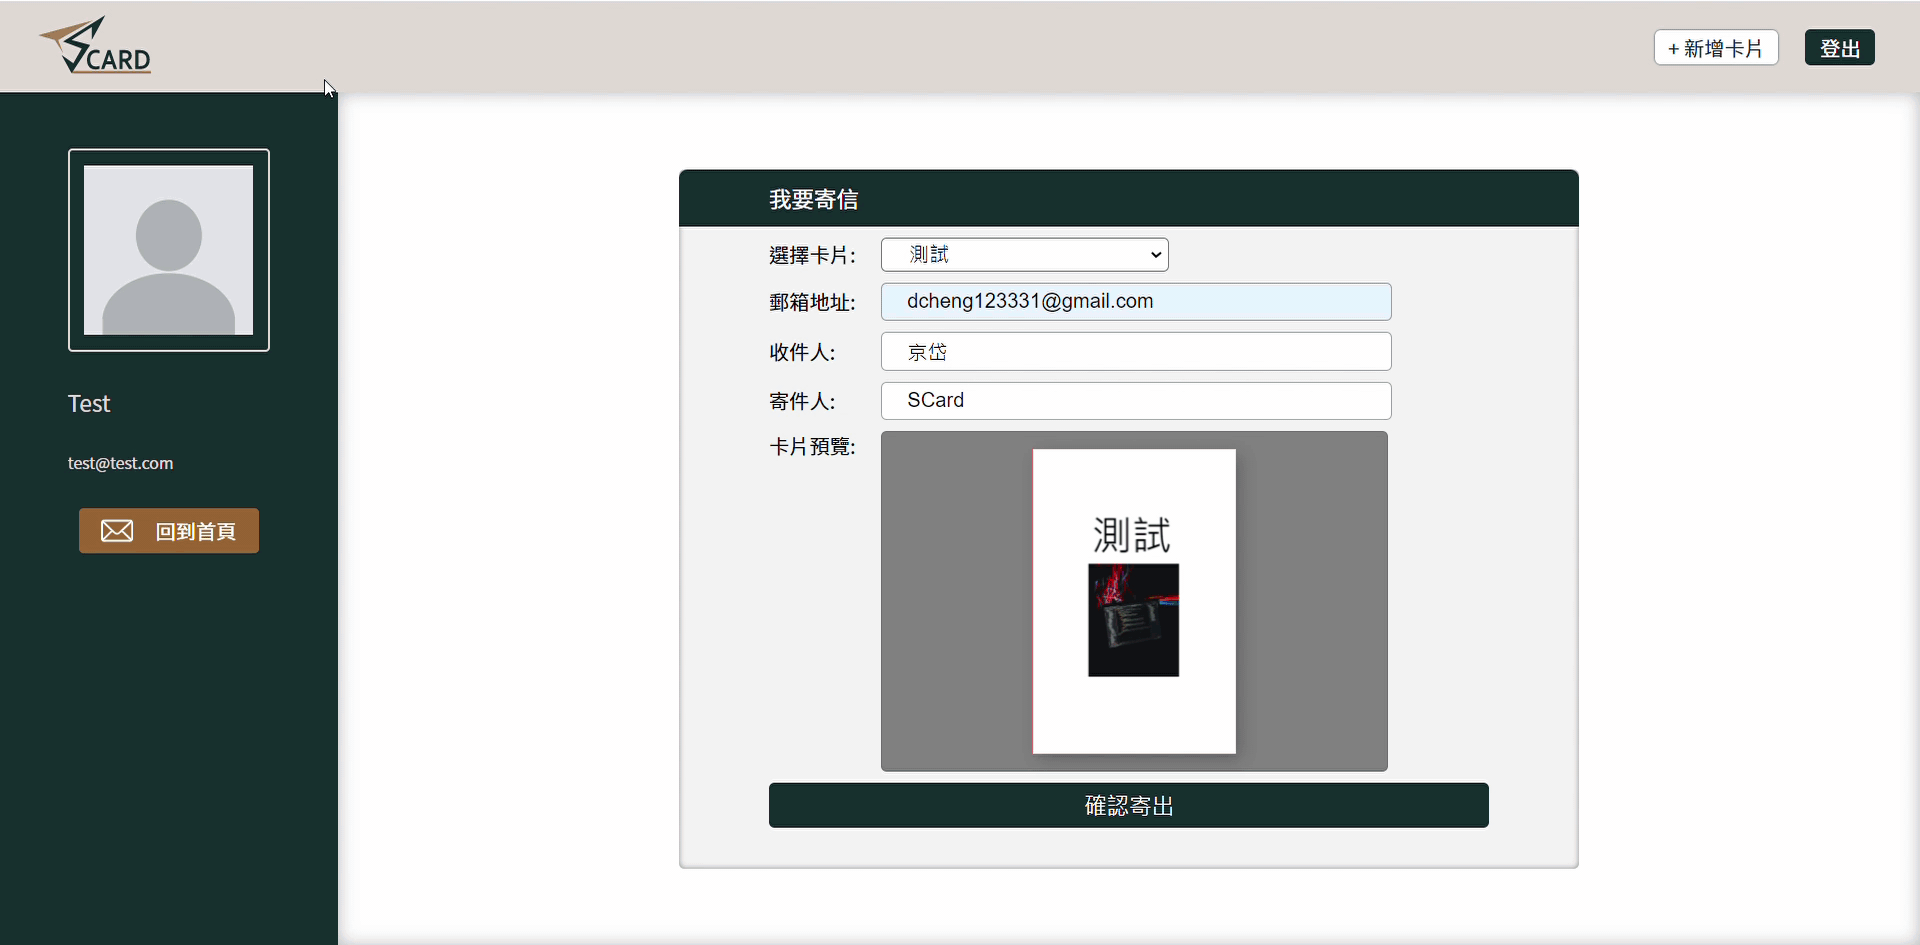 SCARD
+ 新增卡片
登出
Test
test@test.com
回到首頁
我要寄信
選擇卡片:
測試
郵箱地址:
dcheng123331@gmail.com
收件人:
京岱
寄件人:
SCard
卡片預覽:
測試
確認寄出